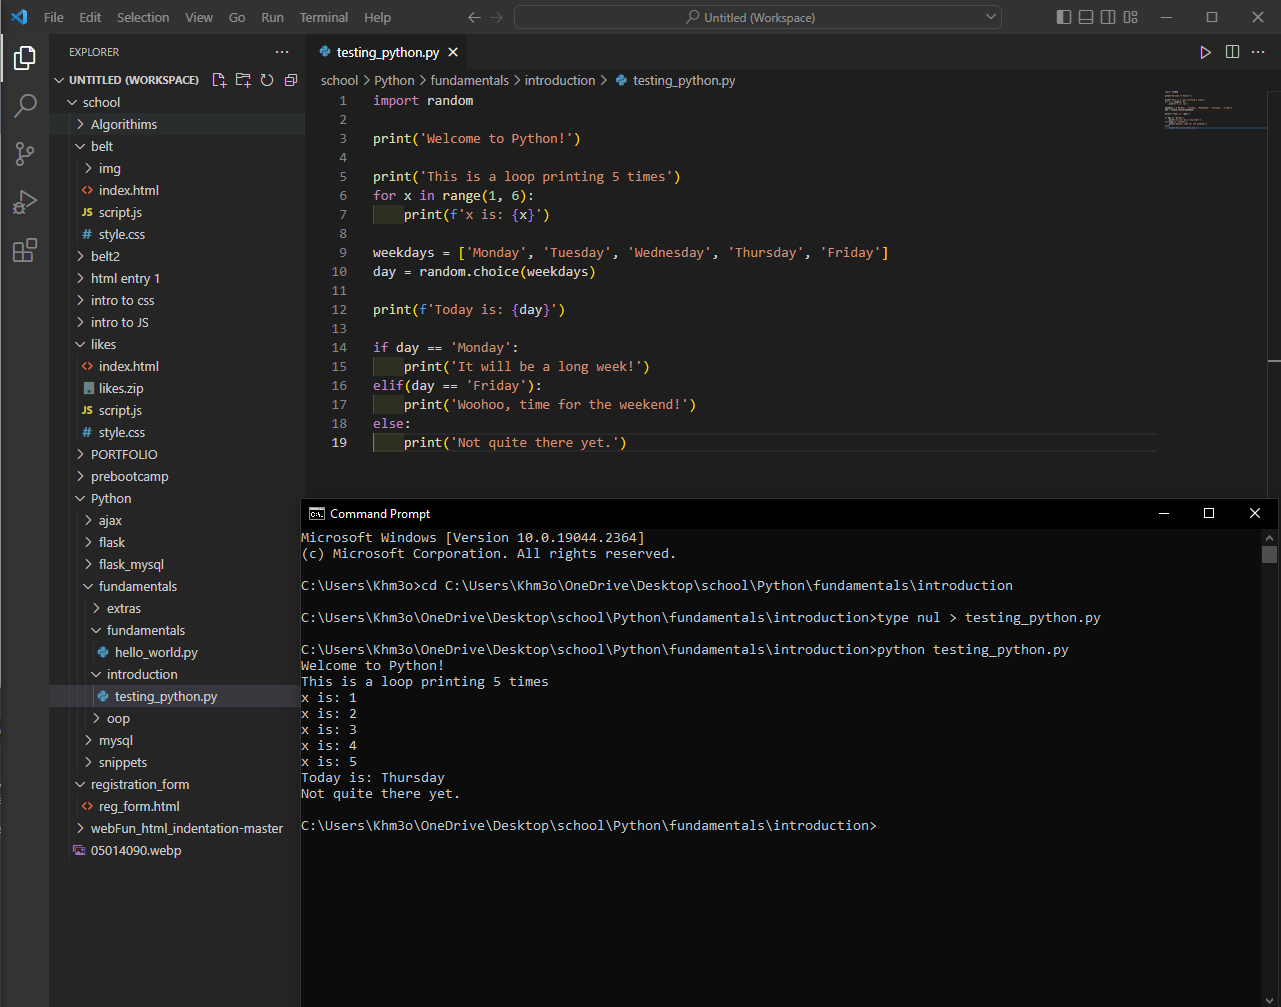 File Edit Selection View Go Run Terminal Help
Untitled (Workspace)
EXPLORER
UNTITLED (WORKSPACE)
school
Algorithims
belt
img
index.html
JS script.js
# style.css
belt2
html entry 1
intro to css
intro to JS
likes
index.html
likes.zip
JS script.js
# style.css
PORTFOLIO
prebootcamp
Python
ajax
flask
flask_mysql
fundamentals
extras
fundamentals
hello_world.py
introduction
testing_python.py
oop
mysql
snippets
registration_form
reg_form.html
webFun_html_indentation-master
05014090.webp
testing_python.py
school > Python > fundamentals > introduction > testing_python.py
1 import random
2
3 print('Welcome to Python!')
4
5 print('This is a loop printing 5 times')
6 for x in range(1, 6):
7     print(f'x is: {x}')
8
9 weekdays = ['Monday', 'Tuesday', 'Wednesday', 'Thursday', 'Friday']
10 day = random.choice(weekdays)
11
12 print(f'Today is: {day}')
13
14 if day == 'Monday':
15     print('It will be a long week!')
16 elif(day == 'Friday'):
17     print('Woohoo, time for the weekend!')
18 else:
19     print('Not quite there yet.')
Command Prompt
Microsoft Windows [Version 10.0.19044.2364]
(c) Microsoft Corporation. All rights reserved.
C:\Users\Khm3o>cd C:\Users\Khm3o\OneDrive\Desktop\school\Python\fundamentals\introduction
C:\Users\Khm3o\OneDrive\Desktop\school\Python\fundamentals\introduction>type nul > testing_python.py
C:\Users\Khm3o\OneDrive\Desktop\school\Python\fundamentals\introduction>python testing_python.py
Welcome to Python!
This is a loop printing 5 times
x is: 1
x is: 2
x is: 3
x is: 4
x is: 5
Today is: Thursday
Not quite there yet.
C:\Users\Khm3o\OneDrive\Desktop\school\Python\fundamentals\introduction>